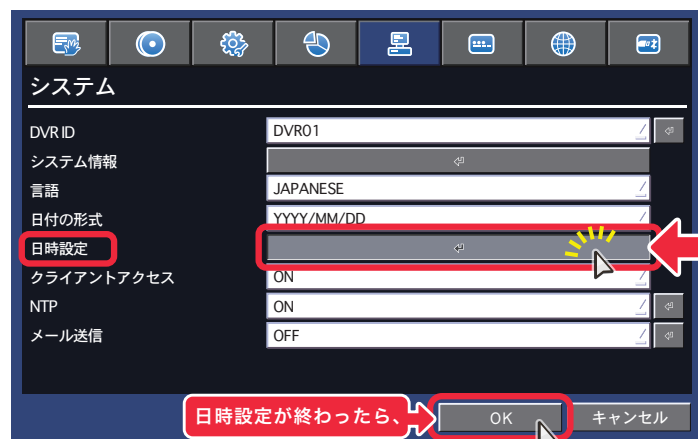 システム
DVR ID DVR01
システム情報
言語 JAPANESE
日付の形式 YYYY/MM/DD
日時設定
クライアントアクセス ON
NTP ON
メール送信 OFF
日時設定が終わったら、 OK キャンセル